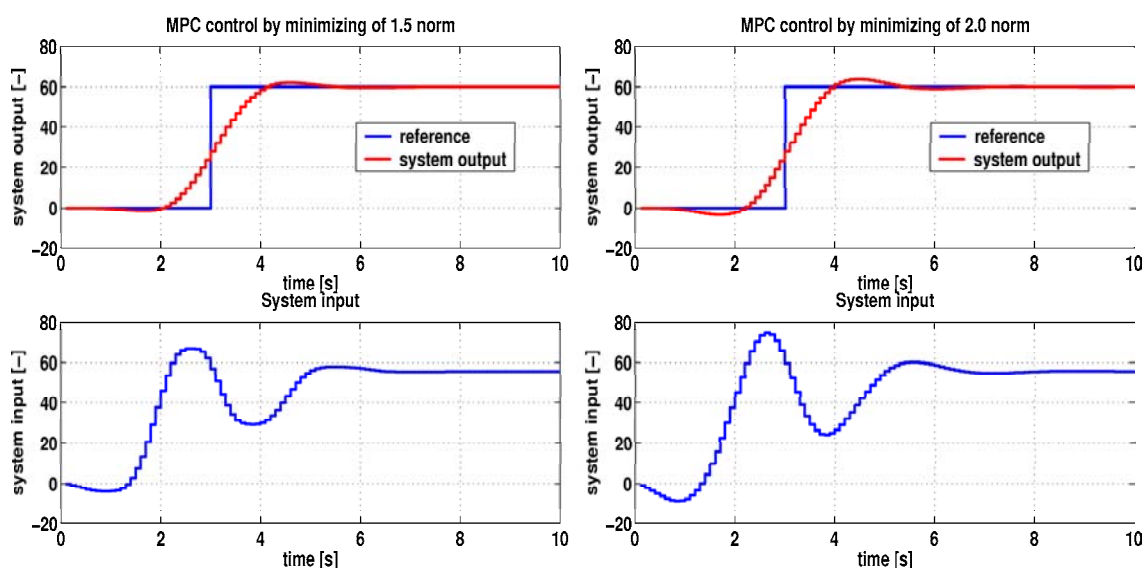 MPC control by minimizing of 1.5 norm
system output [−]
80
60
40
20
0
−20
reference
system output
0 2 4 6 8 10
time [s]
MPC control by minimizing of 2.0 norm
system output [−]
80
60
40
20
0
−20
reference
system output
0 2 4 6 8 10
time [s]
System input
system input [−]
80
60
40
20
0
−20
0 2 4 6 8 10
time [s]
System input
system input [−]
80
60
40
20
0
−20
0 2 4 6 8 10
time [s]